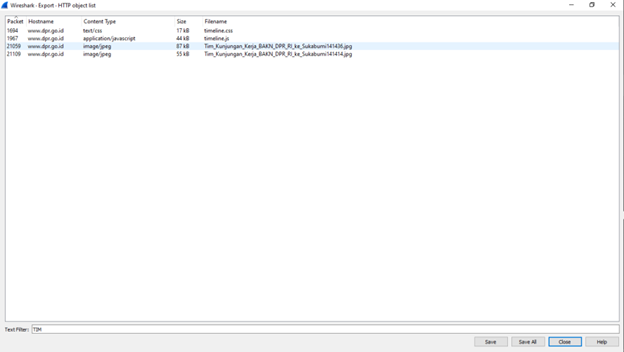 Wireshark - Export - HTTP object list
Packet Hostname Content Type Size Filename
1694 www.dpr.go.id text/css 17 kB timeline.css
1967 www.dpr.go.id application/javascript 44 kB timeline.js
21059 www.dpr.go.id image/jpeg 87 kB Tim_Kunjungan_Kerja_BAKN_DPR_RI_ke_Sukabumi141436.jpg
21109 www.dpr.go.id image/jpeg 55 kB Tim_Kunjungan_Kerja_BAKN_DPR_RI_ke_Sukabumi141414.jpg
Text Filter: TIM
Save Save All Close Help